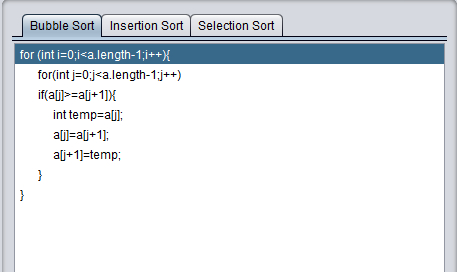 Bubble Sort Insertion Sort Selection Sort
for (int i=0;i<a.length-1;i++){
for(int j=0;j<a.length-1;j++)
if(a[j]>=a[j+1]){
int temp=a[j];
a[j]=a[j+1];
a[j+1]=temp;
}
}